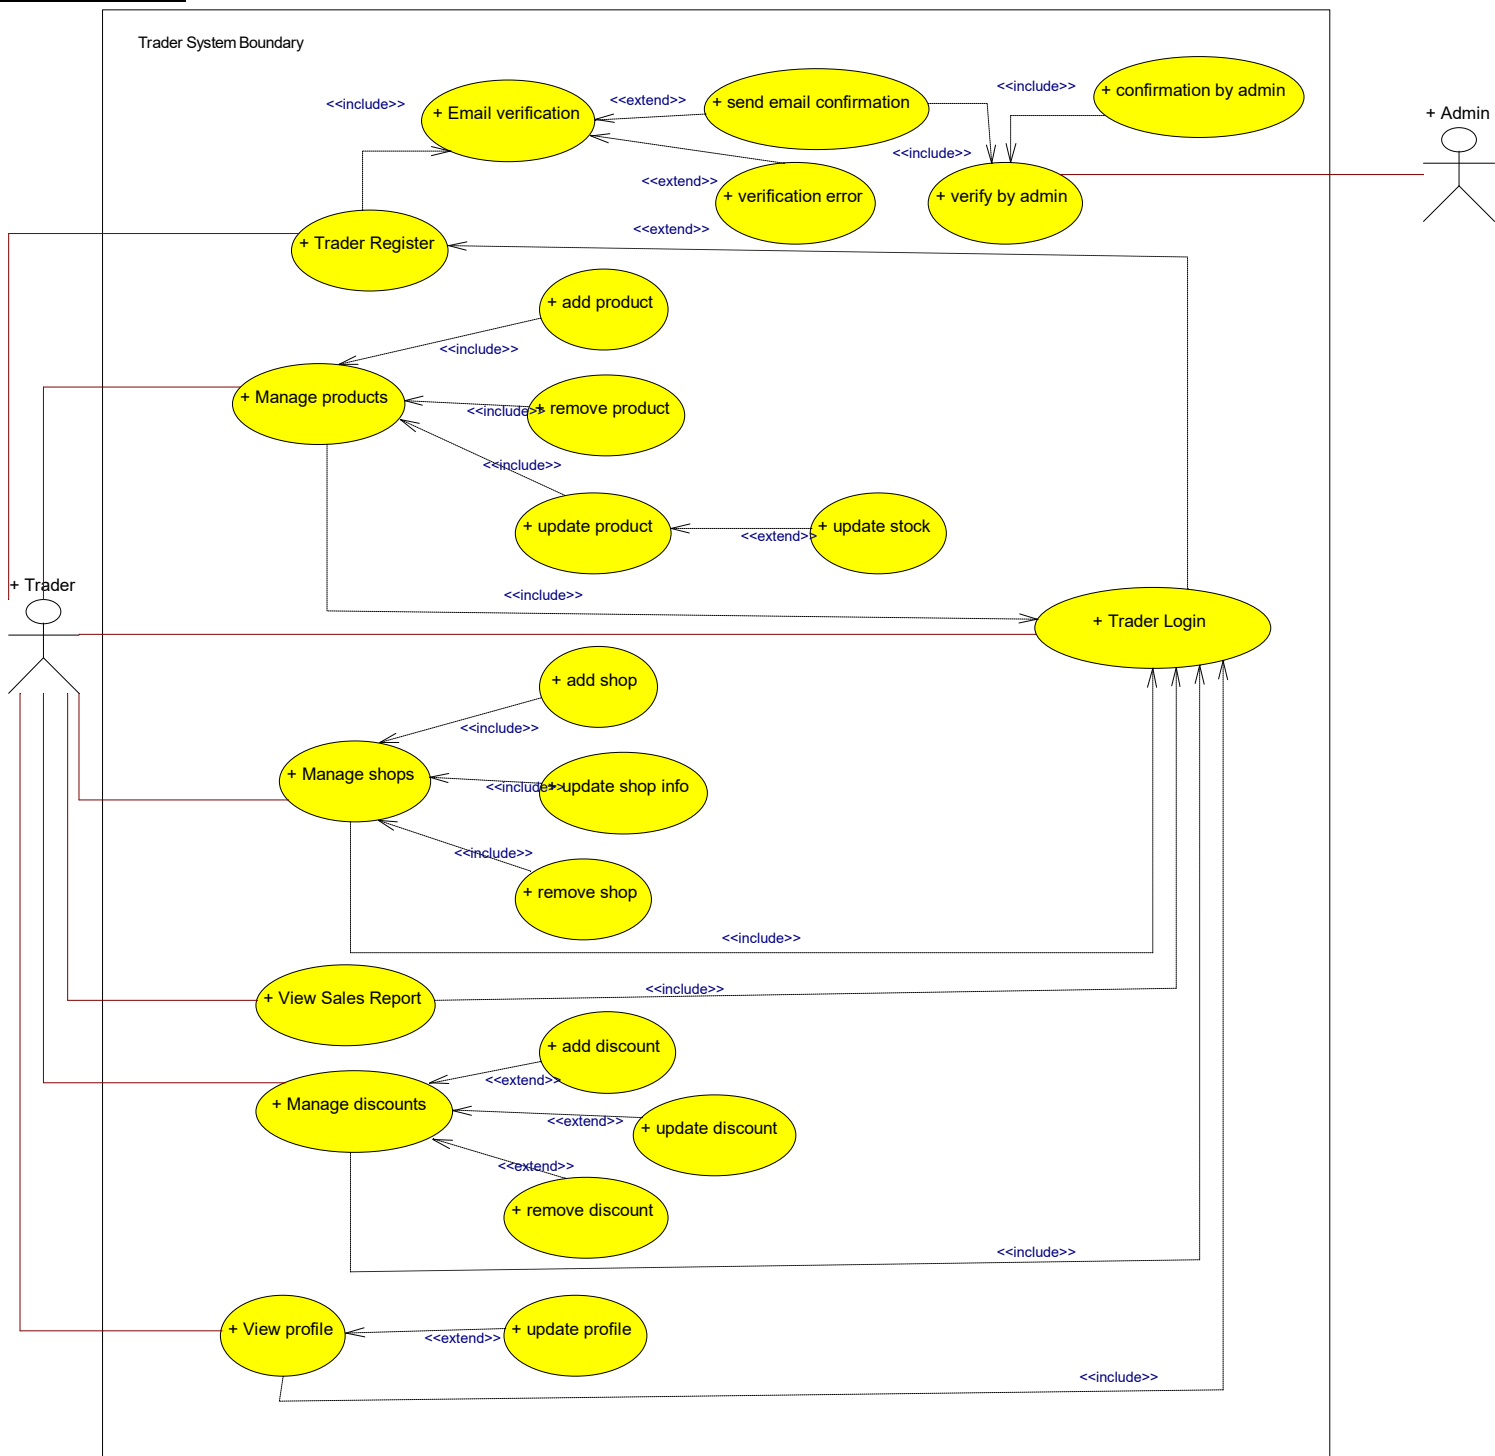 Trader System Boundary
<<include>>
+ Email verification
<<extend>>
+ send email confirmation
<<include>>
+ confirmation by admin
+ Admin
<<include>>
<<extend>>
+ verification error
+ verify by admin
<<extend>>
+ Trader Register
+ add product
<<include>>
+ Manage products
<<include>>
+ remove product
<<include>>
+ update product
<<extend>>
+ update stock
+ Trader
<<include>>
+ Trader Login
+ add shop
<<include>>
+ Manage shops
<<include>>
+ update shop info
<<include>>
+ remove shop
<<include>>
+ View Sales Report
<<include>>
+ add discount
<<extend>>
+ Manage discounts
<<extend>>
+ update discount
<<extend>>
+ remove discount
<<include>>
+ View profile
<<extend>>
+ update profile
<<include>>